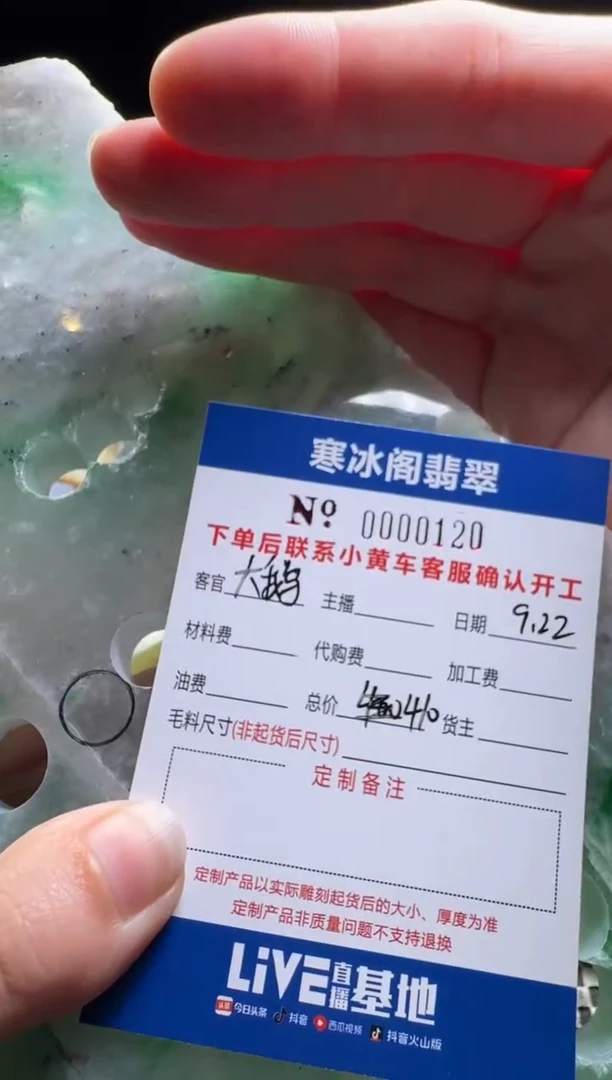 寒冰阁翡翠
Nº 0000120
下单后联系小黄车客服确认开工
客官 大鹅 主播 日期 9.22
材料费 代购费 加工费
油费 总价 410 货主
毛料尺寸(非起货后尺寸)
定制备注
定制产品以实际雕刻起货后的大小、厚度为准
定制产品非质量问题不支持退换
LiVE直播基地
头条 今日头条 抖音 西瓜视频 抖音火山版